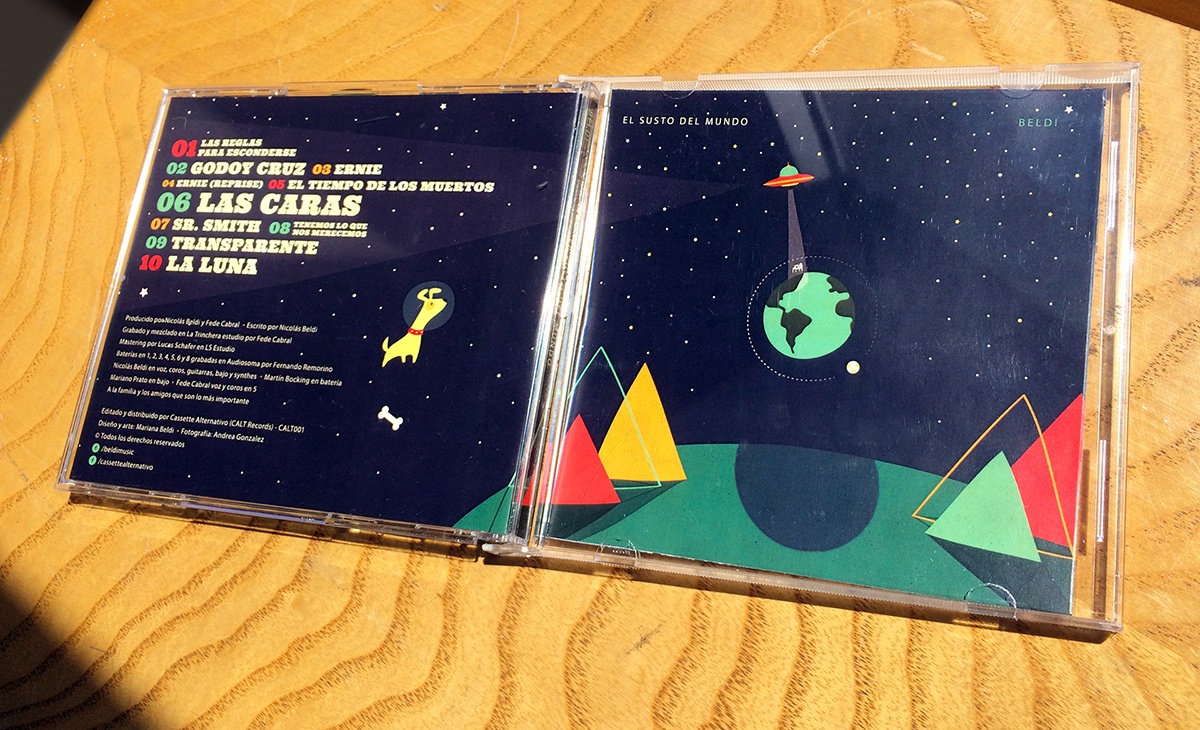 01 LAS REGLAS
PARA ESCONDERSE
02 GODOY CRUZ 03 ERNIE
04 ERNIE (REPRISE) 05 EL TIEMPO DE LOS MUERTOS
06 LAS CARAS
07 SR. SMITH 08 TENEMOS LO QUE
NOS MERECEMOS
09 TRANSPARENTE
10 LA LUNA
Producido por Nicolás Beldi y Fede Cabral - Escrito por Nicolás Beldi
Grabado y mezclado en La Trinchera estudio por Fede Cabral
Mastering por Lucas Schafer en LS Estudio
Baterías en 1, 2, 3, 4, 5, 6 y 8 grabadas en Audiosoma por Fernando Remorino
Nicolás Beldi en voz, coros, guitarras, bajo y synthes - Martín Bocking en batería
Mariano Prato en bajo - Fede Cabral voz y coros en 5
A la familia y los amigos que son lo más importante
Editado y distribuido por Cassette Alternativo (CALT Records) - CALT001
Diseño y arte: Mariana Beldi - Fotografía: Andrea Gonzalez
© Todos los derechos reservados
f /beldimusic
f /cassettealternativo
EL SUSTO DEL MUNDO
BELDI